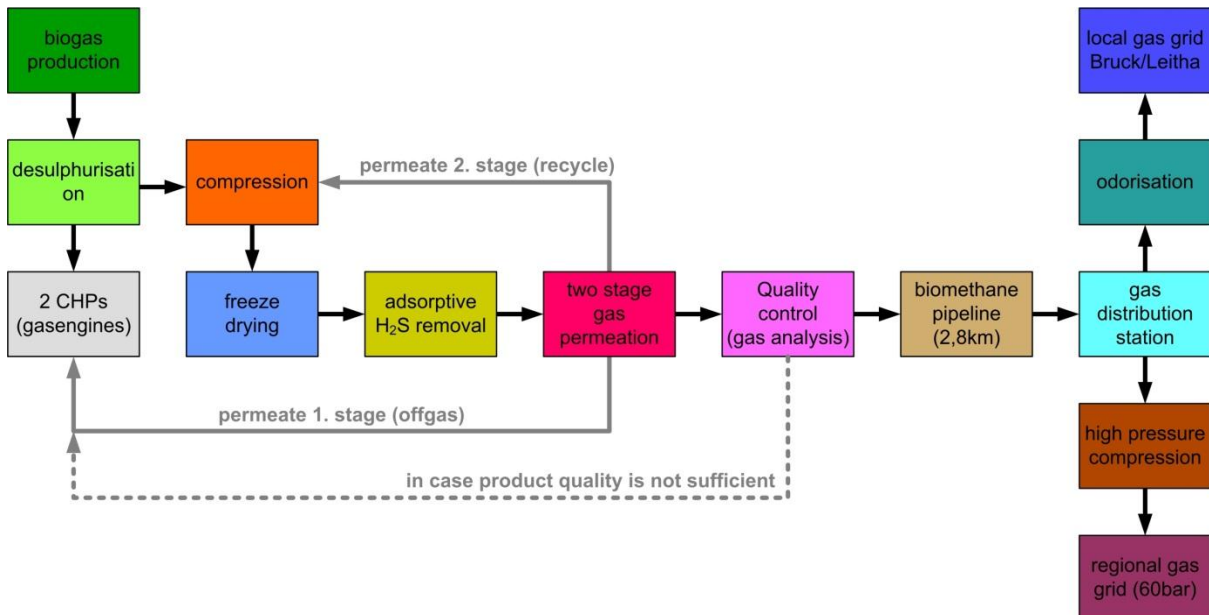 biogas
production
local gas grid
Bruck/Leitha
desulphurisati
on
compression
permeate 2. stage (recycle)
odorisation
2 CHPs
(gasengines)
freeze
drying
adsorptive
H₂S removal
two stage
gas
permeation
Quality
control
(gas analysis)
biomethane
pipeline
(2,8km)
gas
distribution
station
permeate 1. stage (offgas)
high pressure
compression
in case product quality is not sufficient
regional gas
grid (60bar)